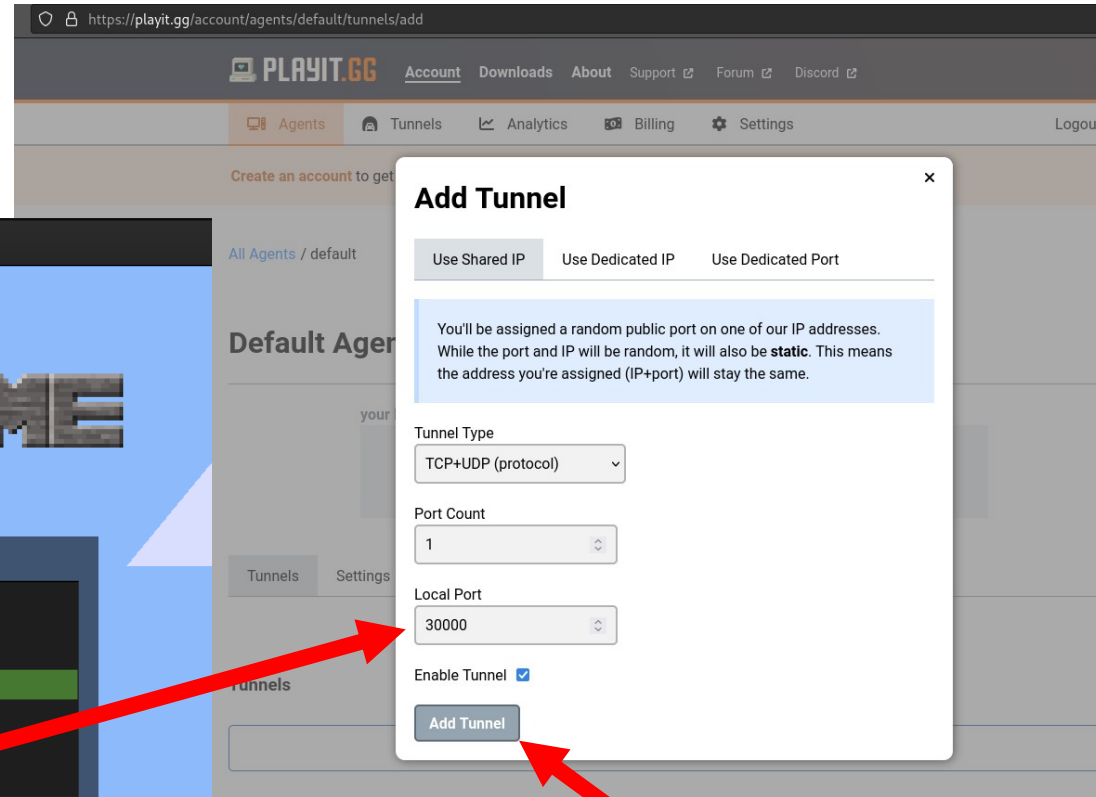 https://playit.gg/account/agents/default/tunnels/add
PLAYIT.GG Account Downloads About Support Forum Discord
Agents Tunnels Analytics Billing Settings Logou
Create an account to get
Add Tunnel
×
All Agents / default
Use Shared IP Use Dedicated IP Use Dedicated Port
You'll be assigned a random public port on one of our IP addresses.
While the port and IP will be random, it will also be static. This means
the address you're assigned (IP+port) will stay the same.
Default Agen
ME
your
Tunnel Type
TCP+UDP (protocol)
Port Count
1
Tunnels Settings
Local Port
30000
Enable Tunnel
Tunnels
Add Tunnel